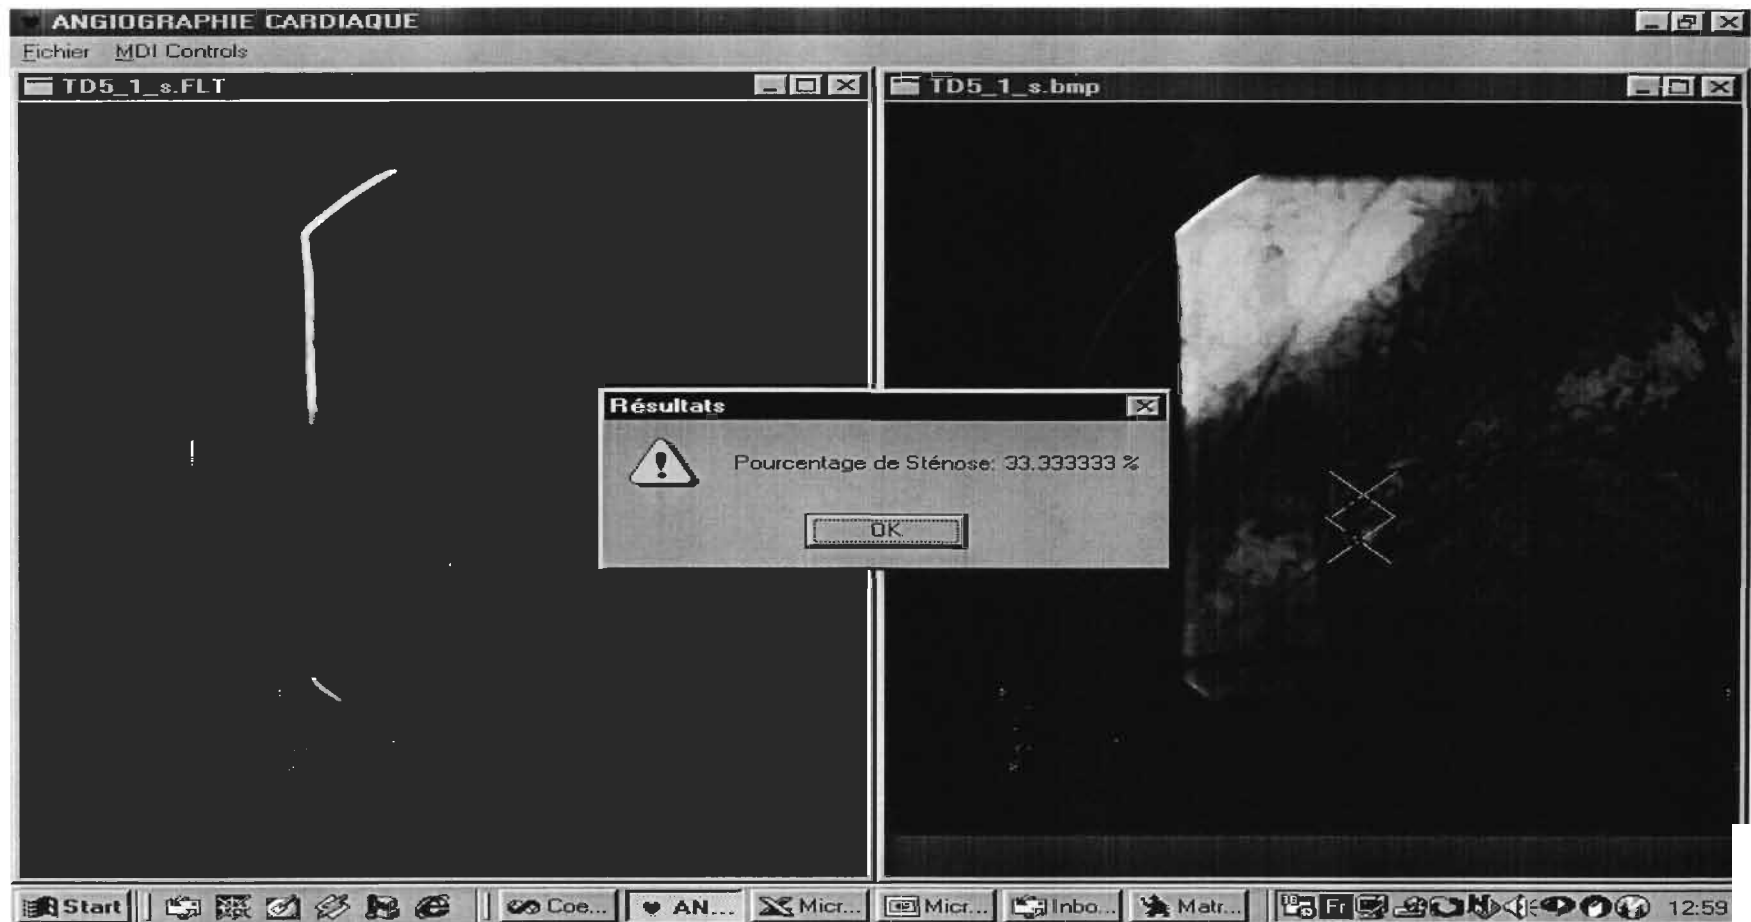 ANGIOGRAPHIE CARDIAQUE
Fichier MDI Controls
TD5_1_s.FLT
TD5_1_s.bmp
Résultats
Pourcentage de Sténose: 33.333333 %
OK
Start Coe... AN... Micr... Micr... Inbo... Matr... Fr 12:59